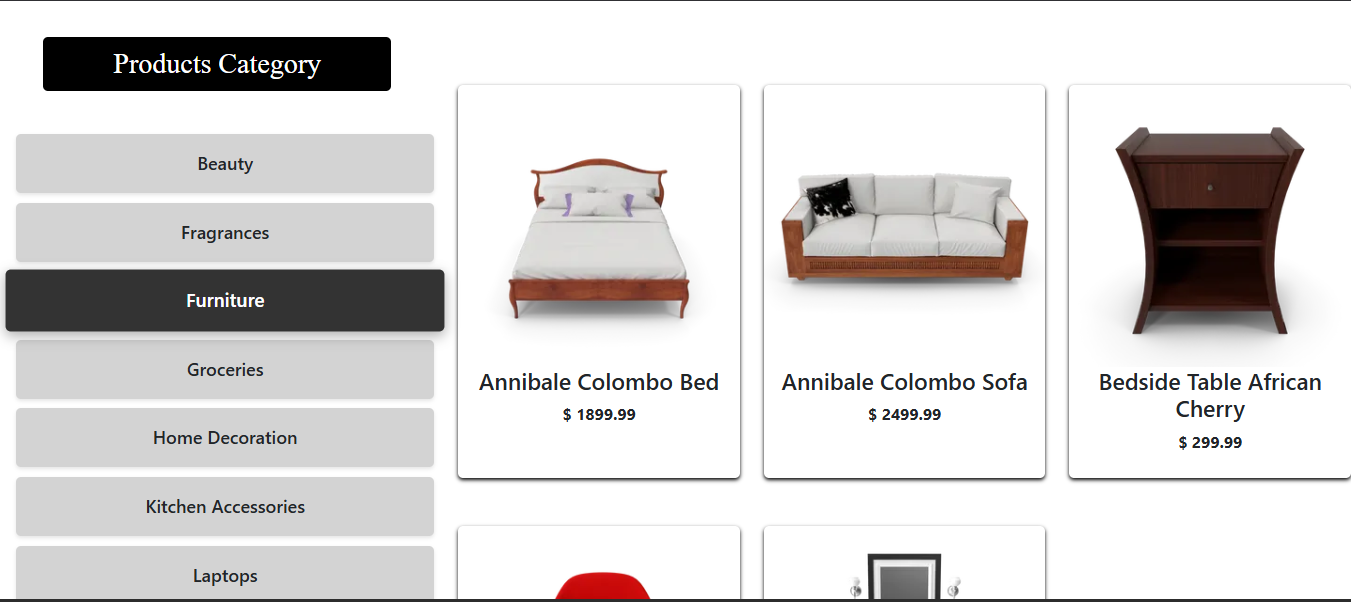 Products Category
Beauty
Fragrances
Furniture
Groceries
Home Decoration
Kitchen Accessories
Laptops
Annibale Colombo Bed
$ 1899.99
Annibale Colombo Sofa
$ 2499.99
Bedside Table African
Cherry
$ 299.99